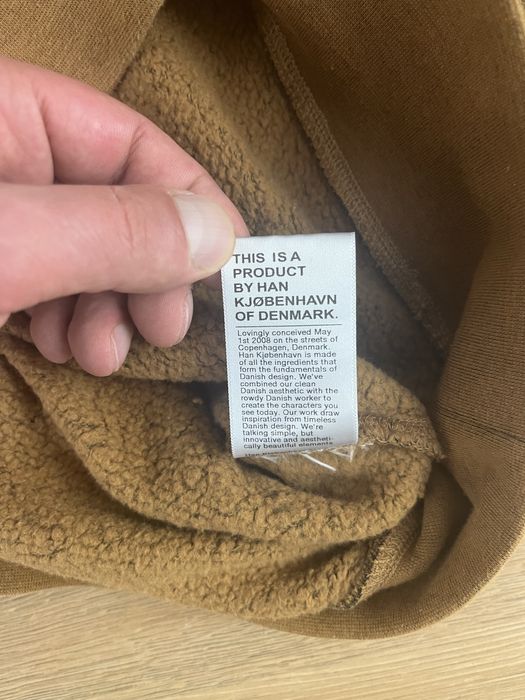 THIS IS A
PRODUCT
BY HAN
KJØBENHAVN
OF DENMARK.
Lovingly conceived May
1st 2008 on the streets of
Copenhagen, Denmark.
Han Kjøbenhavn is made
of all the ingredients that
form the fundamentals of
Danish design. We've
combined our clean
Danish aesthetic with the
rowdy Danish worker to
create the characters you
see today. Our work draw
inspiration from timeless
Danish design. We're
talking simple, but
innovative and aestheti-
cally beautiful elements